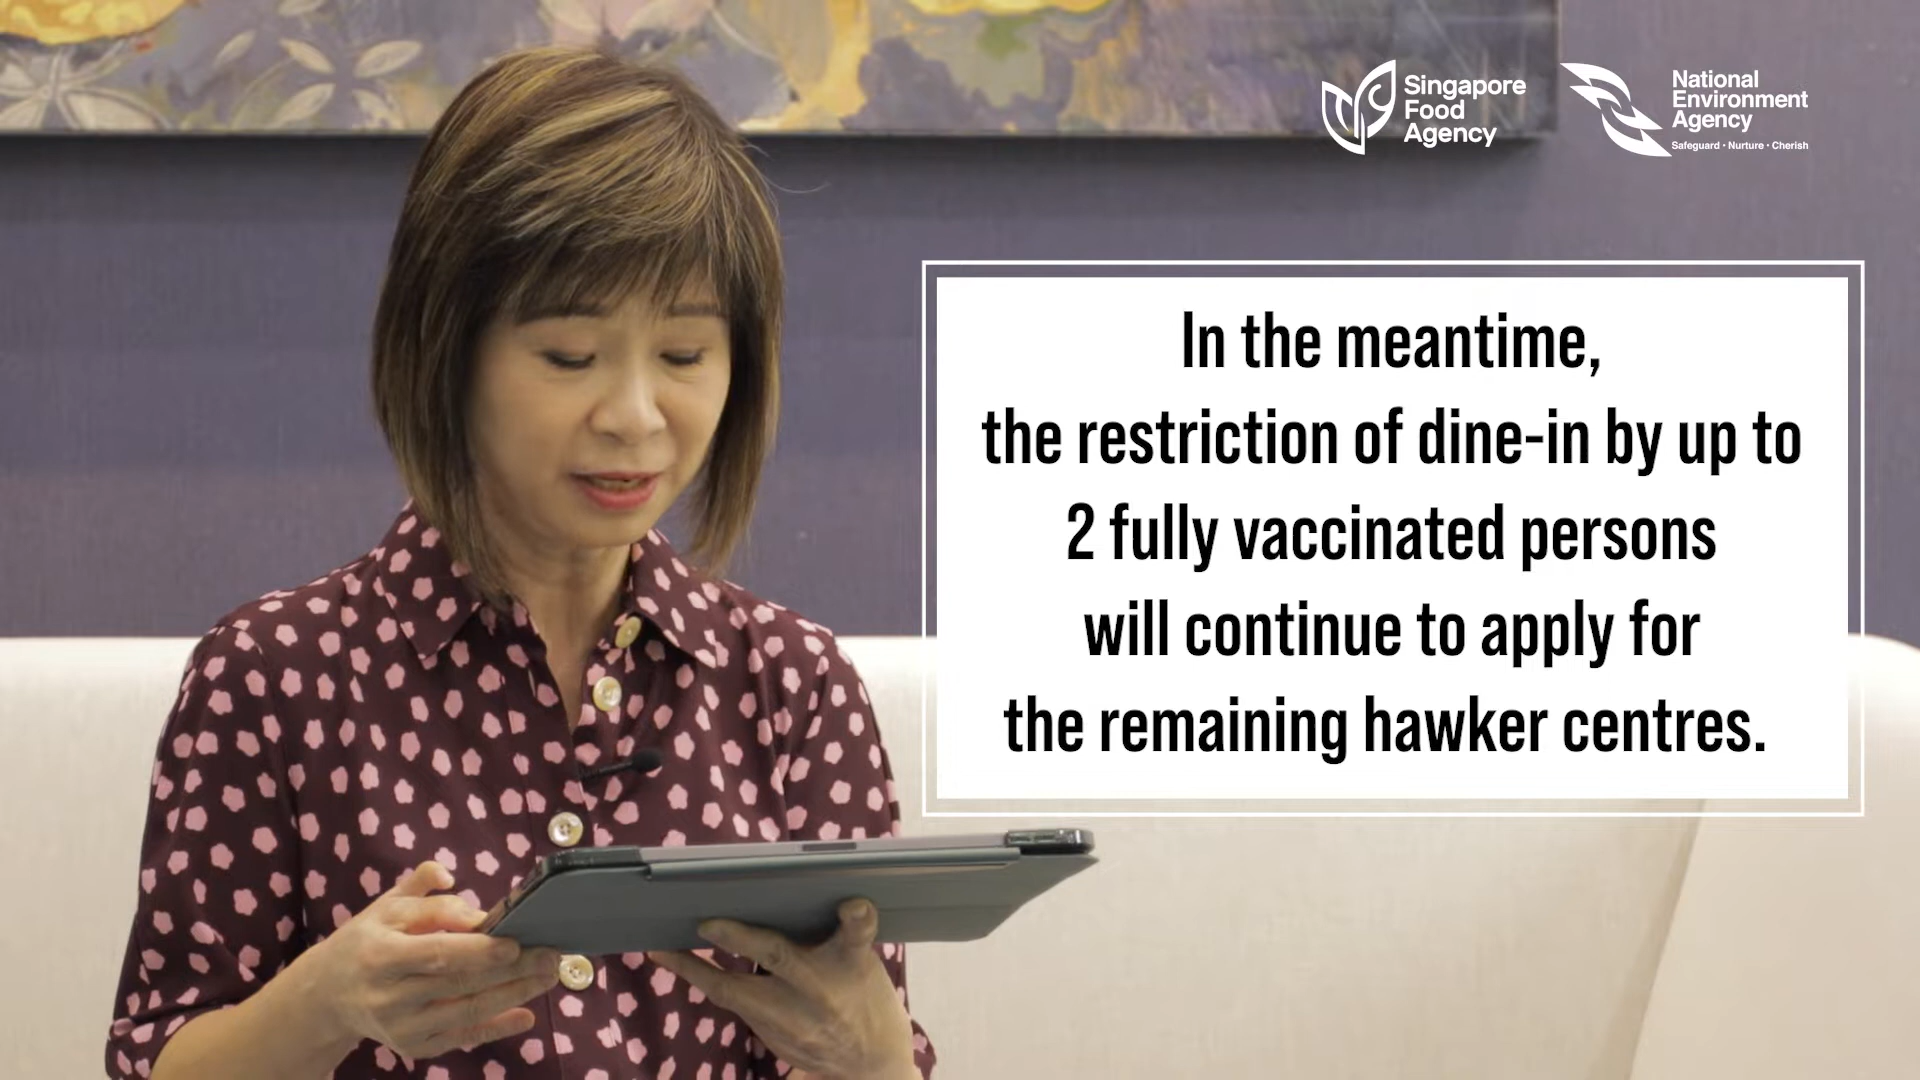 Singapore
Food
Agency
National
Environment
Agency
Safeguard · Nurture · Cherish
In the meantime,
the restriction of dine-in by up to
2 fully vaccinated persons
will continue to apply for
the remaining hawker centres.